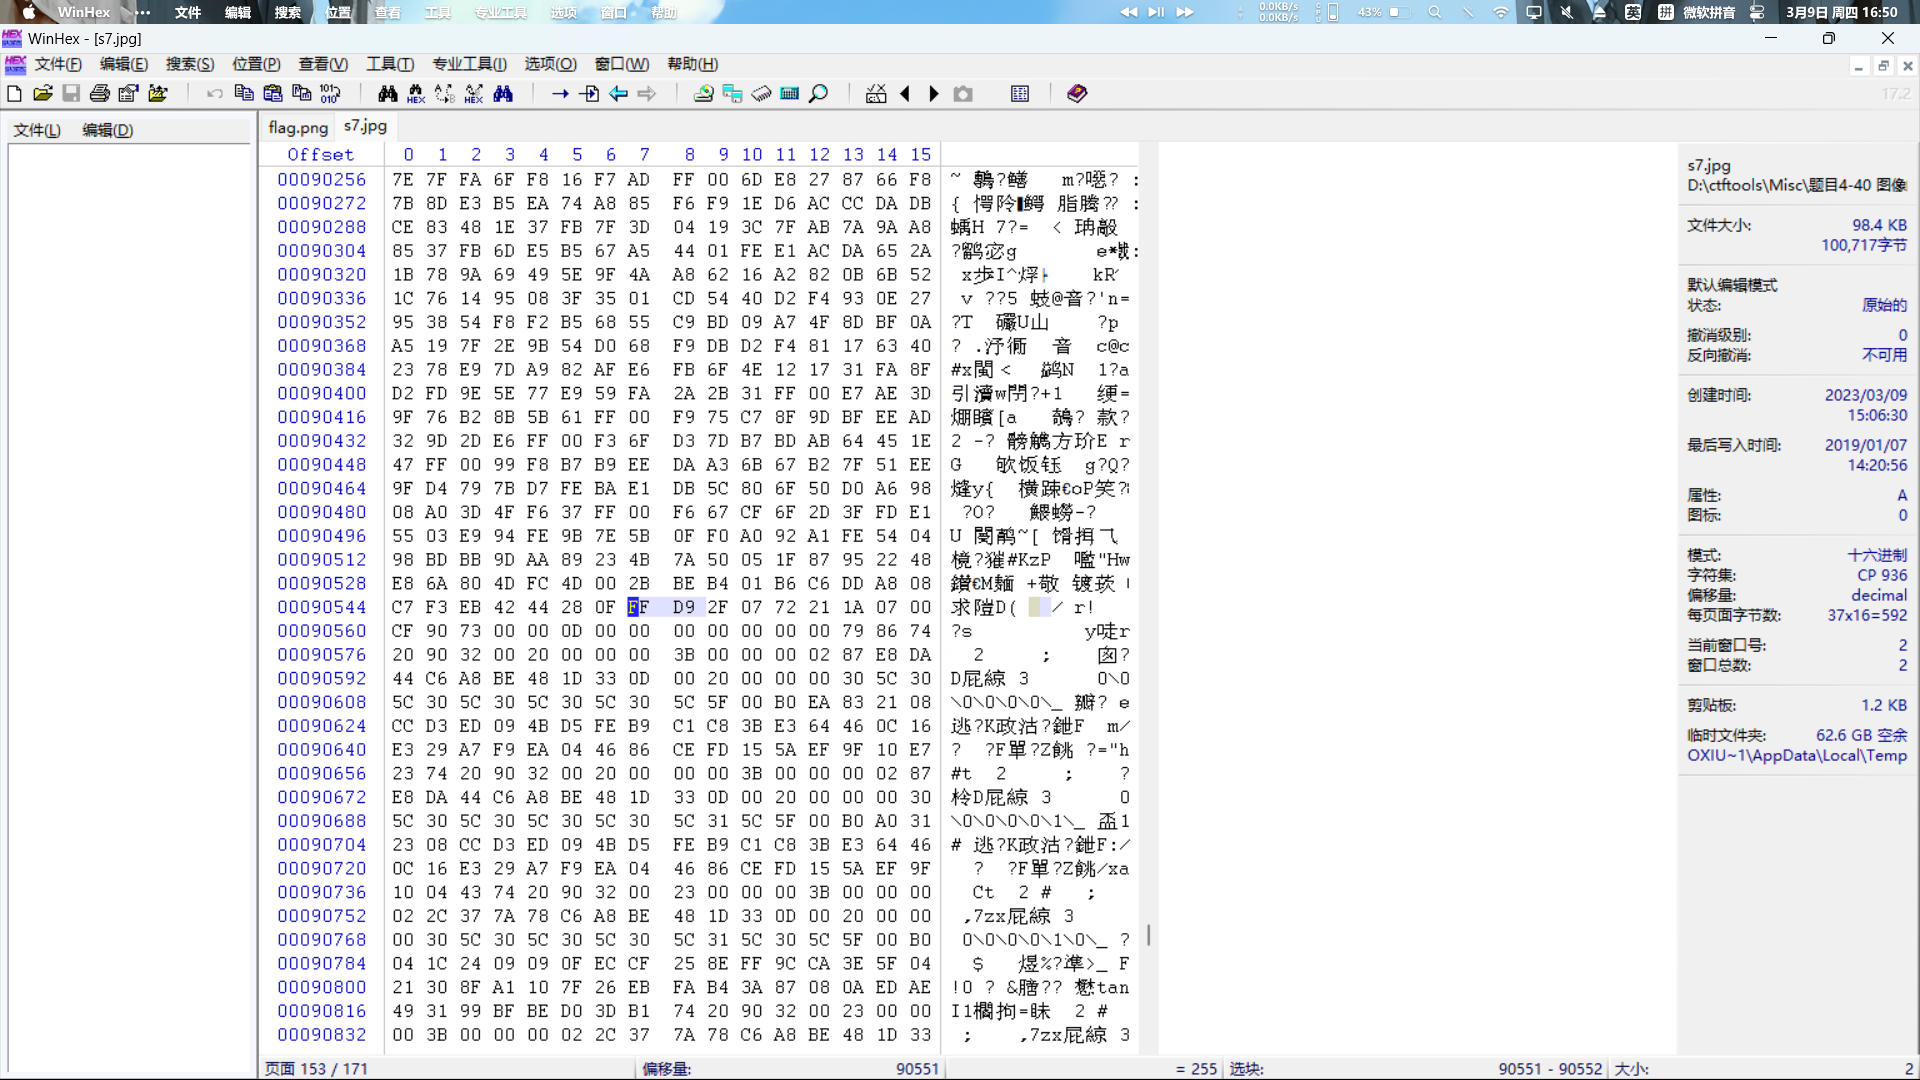 WinHex ··· 文件 编辑 搜索 位置 查看 工具 专业工具 选项 窗口 帮助 0.0KB/s 0.0KB/s 43% 英 拼 微软拼音 3月9日 周四 16:50
WinHex - [s7.jpg]
文件(F) 编辑(E) 搜索(S) 位置(P) 查看(V) 工具(T) 专业工具(I) 选项(O) 窗口(W) 帮助(H)
17.2
文件(L) 编辑(D)
flag.png s7.jpg
Offset 0 1 2 3 4 5 6 7 8 9 10 11 12 13 14 15
00090256 7E 7F FA 6F F8 16 F7 AD FF 00 6D E8 27 87 66 F8
00090272 7B 8D E3 B5 EA 74 A8 85 F6 F9 1E D6 AC CC DA DB
00090288 CE 83 48 1E 37 FB 7F 3D 04 19 3C 7F AB 7A 9A A8
00090304 85 37 FB 6D E5 B5 67 A5 44 01 FE E1 AC DA 65 2A
00090320 1B 78 9A 69 49 5E 9F 4A A8 62 16 A2 82 0B 6B 52
00090336 1C 76 14 95 08 3F 35 01 CD 54 40 D2 F4 93 0E 27
00090352 95 38 54 F8 F2 B5 68 55 C9 BD 09 A7 4F 8D BF 0A
00090368 A5 19 7F 2E 9B 54 D0 68 F9 DB D2 F4 81 17 63 40
00090384 23 78 E9 7D A9 82 AF E6 FB 6F 4E 12 17 31 FA 8F
00090400 D2 FD 9E 5E 77 E9 59 FA 2A 2B 31 FF 00 E7 AE 3D
00090416 9F 76 B2 8B 5B 61 FF 00 F9 75 C7 8F 9D BF EE AD
00090432 32 9D 2D E6 FF 00 F3 6F D3 7D B7 BD AB 64 45 1E
00090448 47 FF 00 99 F8 B7 B9 EE DA A3 6B 67 B2 7F 51 EE
00090464 9F D4 79 7B D7 FE BA E1 DB 5C 80 6F 50 D0 A6 98
00090480 08 A0 3D 4F F6 37 FF 00 F6 67 CF 6F 2D 3F FD E1
00090496 55 03 E9 94 FE 9B 7E 5B 0F F0 A0 92 A1 FE 54 04
00090512 98 BD BB 9D AA 89 23 4B 7A 50 05 1F 87 95 22 48
00090528 E8 6A 80 4D FC 4D 00 2B BE B4 01 B6 C6 DD A8 08
00090544 C7 F3 EB 42 44 28 0F FF D9 2F 07 72 21 1A 07 00
00090560 CF 90 73 00 00 0D 00 00 00 00 00 00 00 79 86 74
00090576 20 90 32 00 20 00 00 00 3B 00 00 00 02 87 E8 DA
00090592 44 C6 A8 BE 48 1D 33 0D 00 20 00 00 00 30 5C 30
00090608 5C 30 5C 30 5C 30 5C 30 5C 5F 00 B0 EA 83 21 08
00090624 CC D3 ED 09 4B D5 FE B9 C1 C8 3B E3 64 46 0C 16
00090640 E3 29 A7 F9 EA 04 46 86 CE FD 15 5A EF 9F 10 E7
00090656 23 74 20 90 32 00 20 00 00 00 3B 00 00 00 02 87
00090672 E8 DA 44 C6 A8 BE 48 1D 33 0D 00 20 00 00 00 30
00090688 5C 30 5C 30 5C 30 5C 30 5C 31 5C 5F 00 B0 A0 31
00090704 23 08 CC D3 ED 09 4B D5 FE B9 C1 C8 3B E3 64 46
00090720 0C 16 E3 29 A7 F9 EA 04 46 86 CE FD 15 5A EF 9F
00090736 10 04 43 74 20 90 32 00 23 00 00 00 3B 00 00 00
00090752 02 2C 37 7A 78 C6 A8 BE 48 1D 33 0D 00 20 00 00
00090768 00 30 5C 30 5C 30 5C 30 5C 31 5C 30 5C 5F 00 B0
00090784 04 1C 24 09 09 0F EC CF 25 8E FF 9C CA 3E 5F 04
00090800 21 30 8F A1 10 7F 26 EB FA B4 3A 87 08 0A ED AE
00090816 49 31 99 BF BE D0 3D B1 74 20 90 32 00 23 00 00
00090832 00 3B 00 00 00 02 2C 37 7A 78 C6 A8 BE 48 1D 33
s7.jpg
D:\ctftools\Misc\题目4-40 图像
文件大小: 98.4 KB
100,717字节
默认编辑模式
状态: 原始的
撤消级别: 0
反向撤消: 不可用
创建时间: 2023/03/09
15:06:30
最后写入时间: 2019/01/07
14:20:56
属性: A
图标: 0
模式: 十六进制
字符集: CP 936
偏移量: decimal
每页面字节数: 37x16=592
当前窗口号: 2
窗口总数: 2
剪贴板: 1.2 KB
临时文件夹: 62.6 GB 空余
OXIU~1\AppData\Local\Temp
页面 153 / 171 偏移量: 90551 = 255 选块: 90551 - 90552 大小: 2